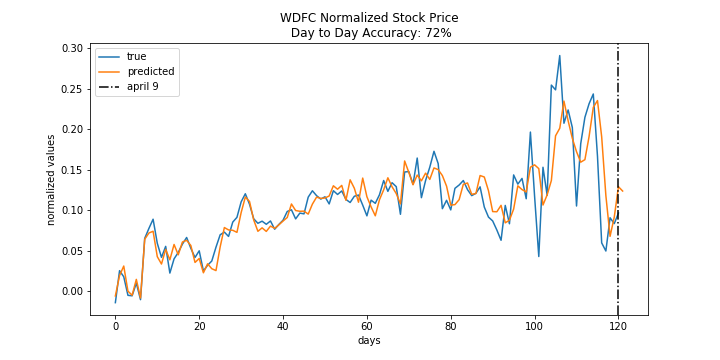 WDFC Normalized Stock Price
Day to Day Accuracy: 72%
true
predicted
april 9
normalized values
0.30
0.25
0.20
0.15
0.10
0.05
0.00
0 20 40 60 80 100 120
days